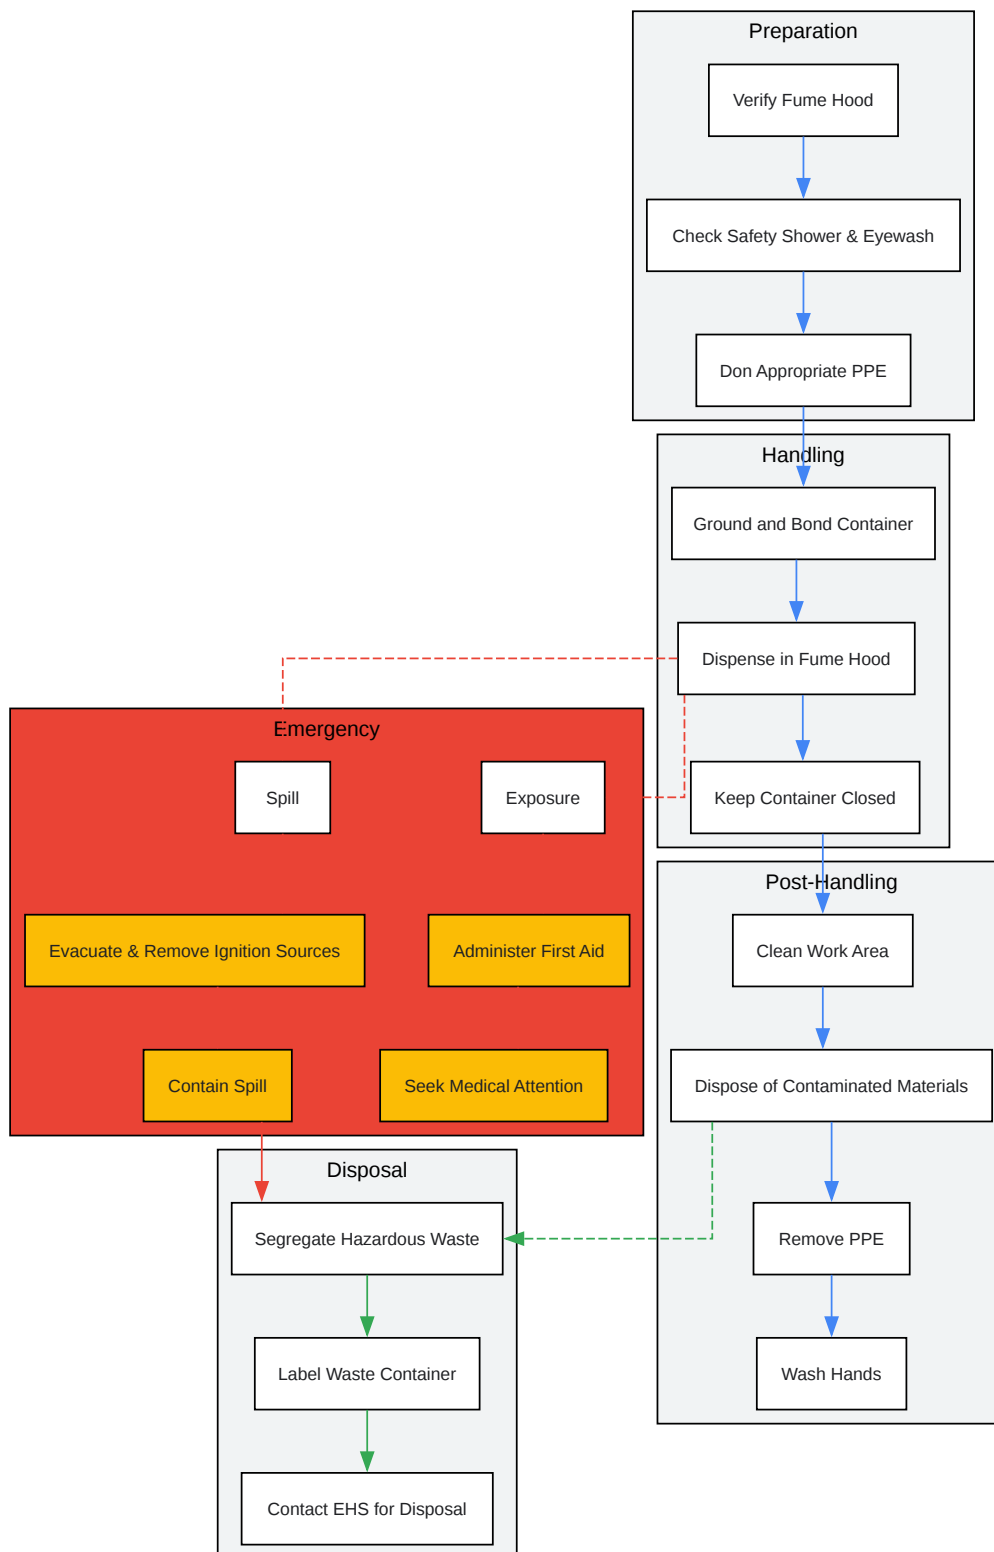 Preparation
Verify Fume Hood
Check Safety Shower & Eyewash
Don Appropriate PPE
Handling
Ground and Bond Container
Dispense in Fume Hood
Keep Container Closed
Emergency
Spill
Exposure
Evacuate & Remove Ignition Sources
Administer First Aid
Contain Spill
Seek Medical Attention
Post-Handling
Clean Work Area
Dispose of Contaminated Materials
Remove PPE
Wash Hands
Disposal
Segregate Hazardous Waste
Label Waste Container
Contact EHS for Disposal